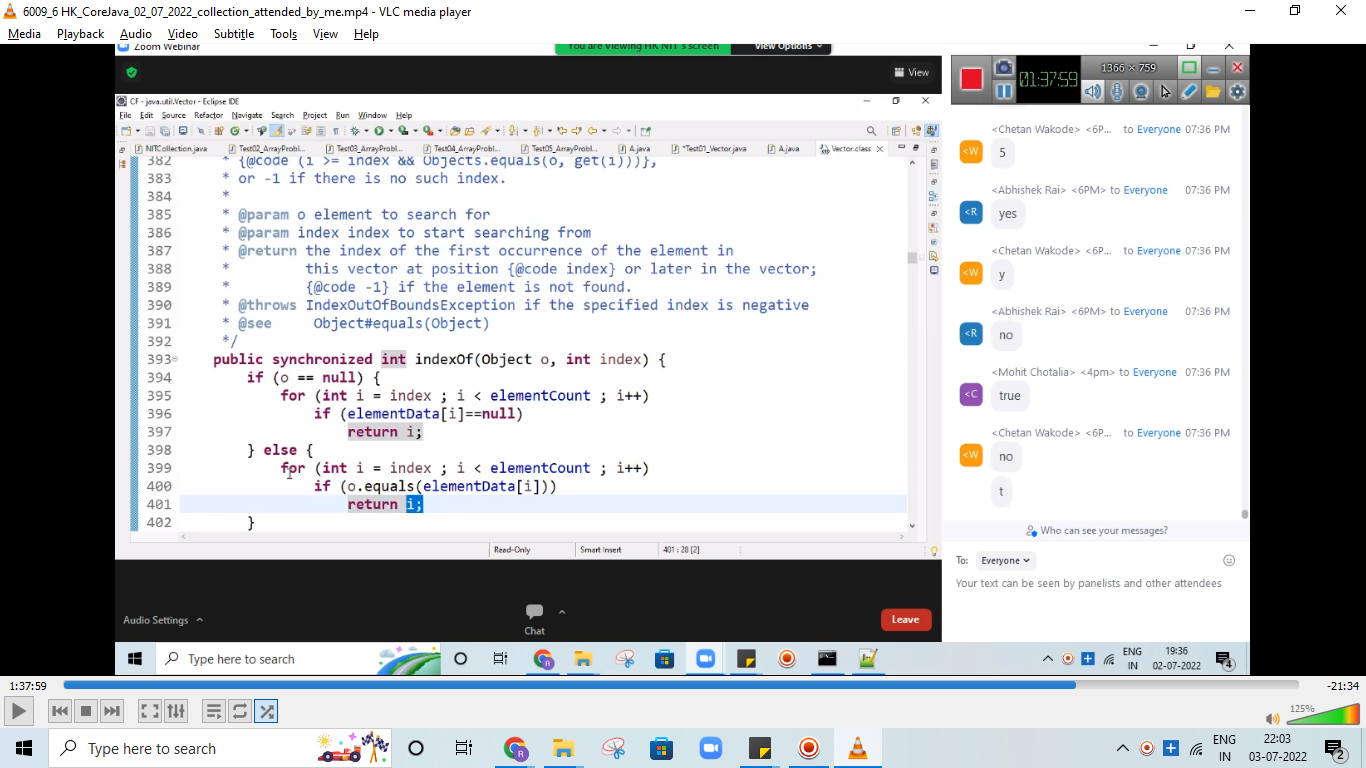 6009_6 HK_CoreJava_02_07_2022_collection_attended_by_me.mp4 - VLC media player
Media Playback Audio Video Subtitle Tools View Help
Zoom Webinar
You are viewing HK NIT's screen View Options
View
01:37:59
1366 × 759
CF - java.util.Vector - Eclipse IDE
File Edit Source Refactor Navigate Search Project Run Window Help
NITCollection.java Test02_ArrayProbl... Test03_ArrayProbl... Test04_ArrayProbl... Test05_ArrayProbl... A.java *Test01_Vector.java A.java Vector.class
382 * {@code (i >= index && Objects.equals(o, get(i)))},
383 * or -1 if there is no such index.
384 *
385 * @param o element to search for
386 * @param index index to start searching from
387 * @return the index of the first occurrence of the element in
388 * this vector at position {@code index} or later in the vector;
389 * {@code -1} if the element is not found.
390 * @throws IndexOutOfBoundsException if the specified index is negative
391 * @see Object#equals(Object)
392 */
393 public synchronized int indexOf(Object o, int index) {
394 if (o == null) {
395 for (int i = index ; i < elementCount ; i++)
396 if (elementData[i]==null)
397 return i;
398 } else {
399 for (int i = index ; i < elementCount ; i++)
400 if (o.equals(elementData[i]))
401 return i;
402 }
Read-Only Smart Insert 401 : 28 [2]
<Chetan Wakode> <6P... to Everyone 07:36 PM
<W 5
<Abhishek Rai> <6PM> to Everyone 07:36 PM
<R yes
<Chetan Wakode> <6P... to Everyone 07:36 PM
<W y
<Abhishek Rai> <6PM> to Everyone 07:36 PM
<R no
<Mohit Chotalia> <4pm> to Everyone 07:36 PM
<C true
<Chetan Wakode> <6P... to Everyone 07:36 PM
<W no
t
Who can see your messages?
To: Everyone
Your text can be seen by panelists and other attendees
Audio Settings
Chat
Leave
Type here to search
R
ENG
IN
19:36
02-07-2022
4
1:37:59
-21:34
125%
Type here to search
R
ENG
IN
22:03
03-07-2022
2